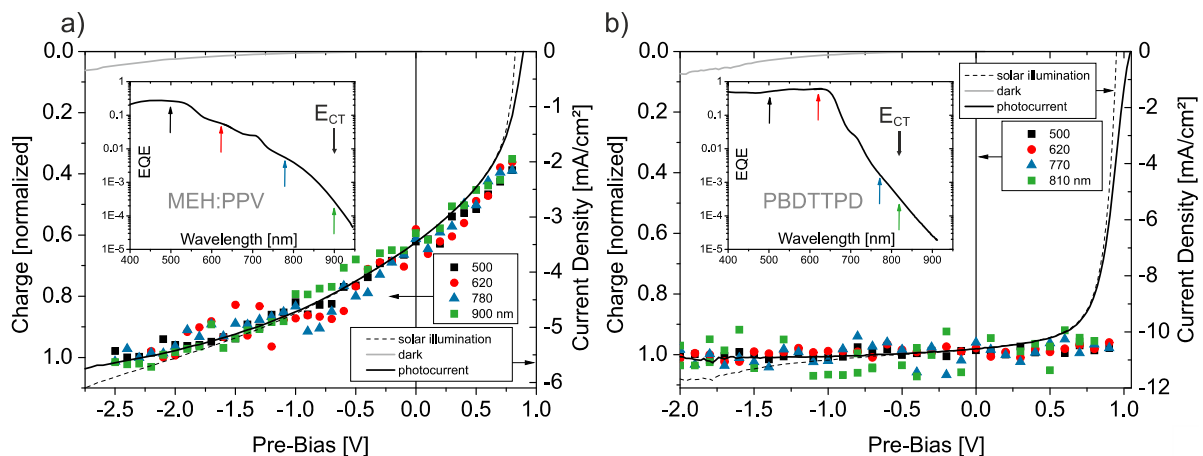 a)
Charge [normalized]
0.0
0.2
0.4
0.6
0.8
1.0
-2.5 -2.0 -1.5 -1.0 -0.5 0.0 0.5 1.0
Pre-Bias [V]
0
-1
-2
-3
-4
-5
-6
Current Density [mA/cm²]
EQE
1
0.1
0.01
1E-3
1E-4
1E-5
400 500 600 700 800 900
Wavelength [nm]
MEH:PPV
ECT
500
620
780
900 nm
solar illumination
dark
photocurrent
b)
Charge [normalized]
0.0
0.2
0.4
0.6
0.8
1.0
-2.0 -1.5 -1.0 -0.5 0.0 0.5 1.0
Pre-Bias [V]
0
-2
-4
-6
-8
-10
-12
Current Density [mA/cm²]
EQE
1
0.1
0.01
1E-3
1E-4
1E-5
400 500 600 700 800 900
Wavelength [nm]
PBDTTPD
ECT
solar illumination
dark
photocurrent
500
620
770
810 nm